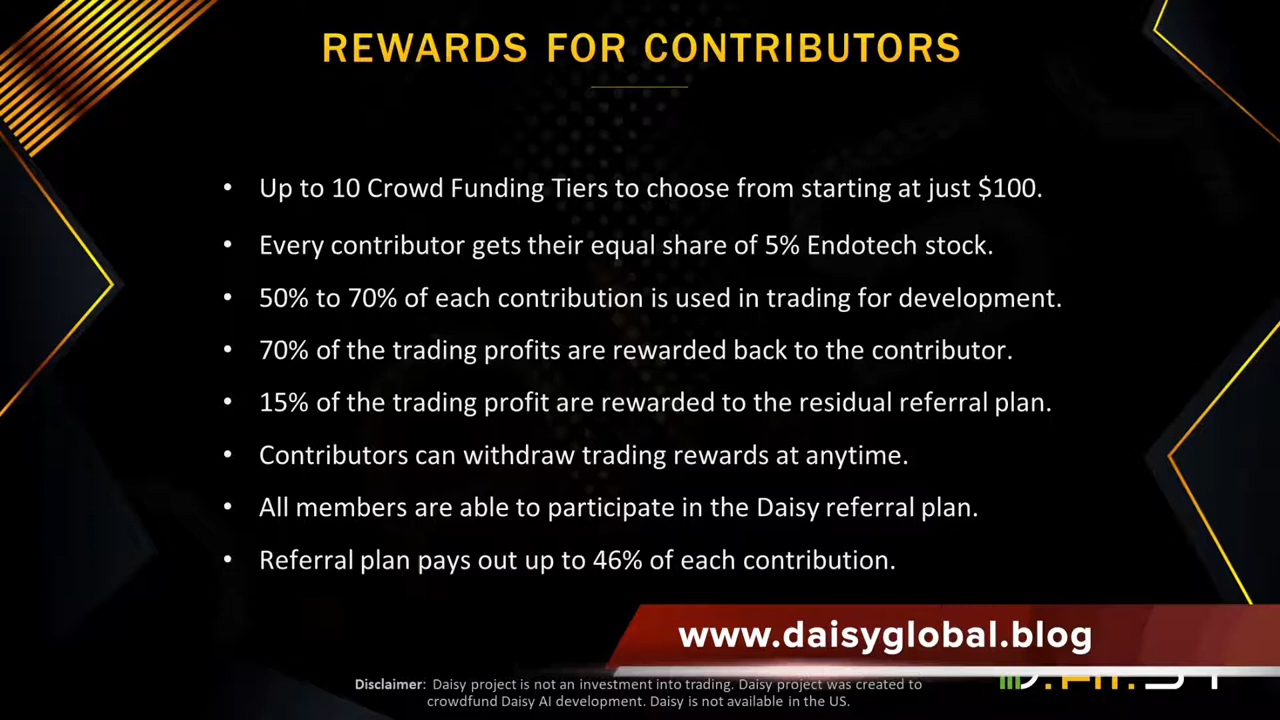 REWARDS FOR CONTRIBUTORS
• Up to 10 Crowd Funding Tiers to choose from starting at just $100.
• Every contributor gets their equal share of 5% Endotech stock.
• 50% to 70% of each contribution is used in trading for development.
• 70% of the trading profits are rewarded back to the contributor.
• 15% of the trading profit are rewarded to the residual referral plan.
• Contributors can withdraw trading rewards at anytime.
• All members are able to participate in the Daisy referral plan.
• Referral plan pays out up to 46% of each contribution.
www.daisyglobal.blog
Disclaimer: Daisy project is not an investment into trading. Daisy project was created to
crowdfund Daisy AI development. Daisy is not available in the US.